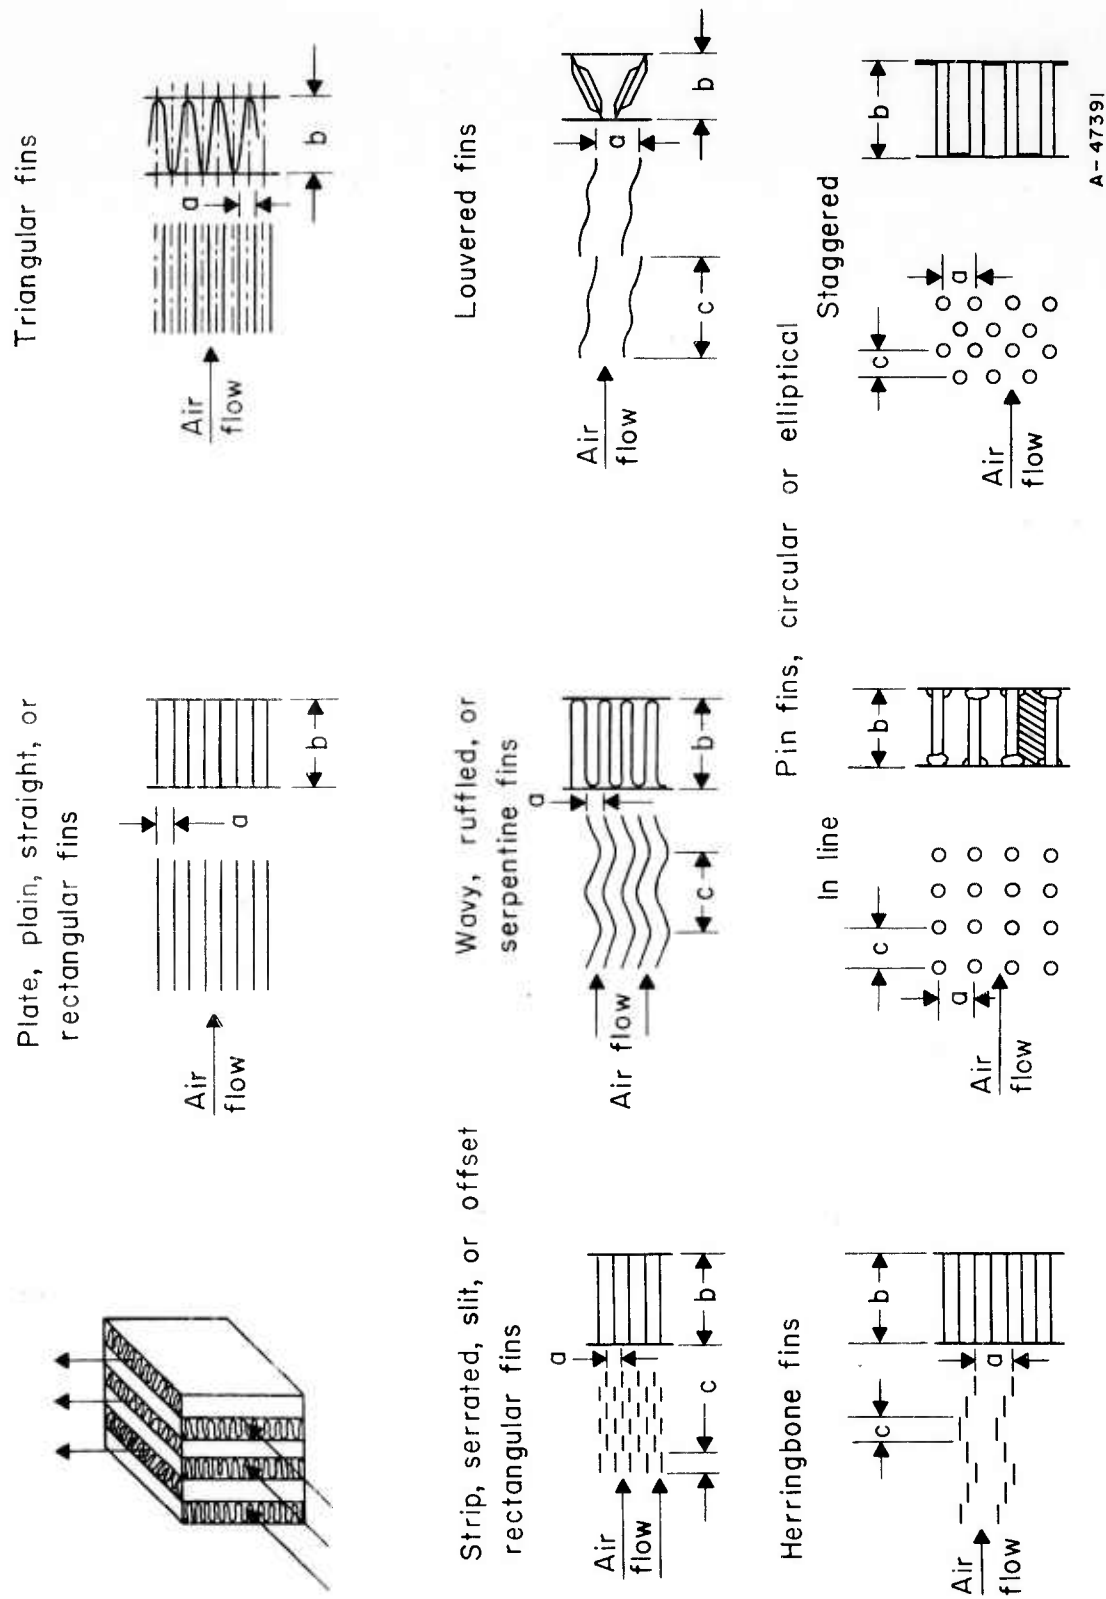 Plate, plain, straight, or
rectangular fins
Air
flow
a
b
Triangular fins
Air
flow
a
b
Strip, serrated, slit, or offset
rectangular fins
Air
flow
a
b
c
Wavy, ruffled, or
serpentine fins
Air flow
a
b
c
Louvered fins
Air
flow
a
b
c
Herringbone fins
Air
flow
a
b
c
Pin fins, circular or elliptical
In line
Air
flow
a
b
c
Staggered
Air
flow
a
b
c
A-47391